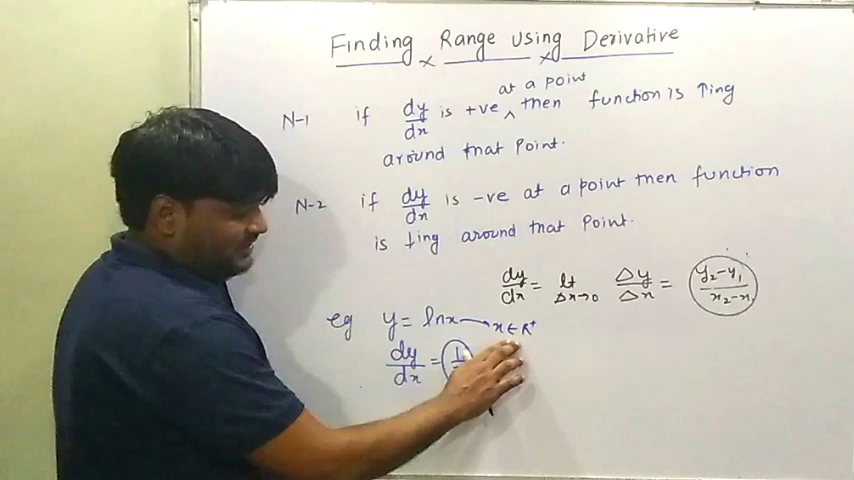 Finding Range using Derivative
at a point
N-1 if dy/dx is +ve ^ then function is ↑ing
around that point.
N-2 if dy/dx is -ve at a point then function
is ↓ing around that point.
dy/dx = lt Δx→0 Δy/Δx = y₂-y₁/x₂-x₁
eg y = lnx → x ∈ R⁺
dy/dx = 1/